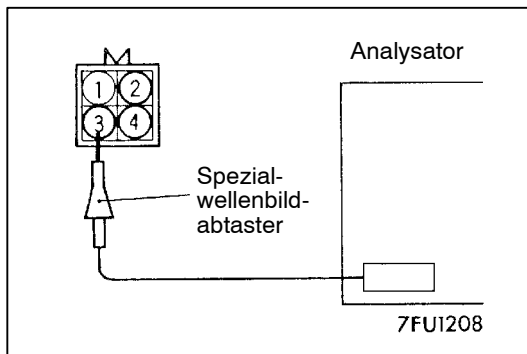 Analysator
1 2
3 4
Spezial-
wellenbild-
abtaster
7FU1208